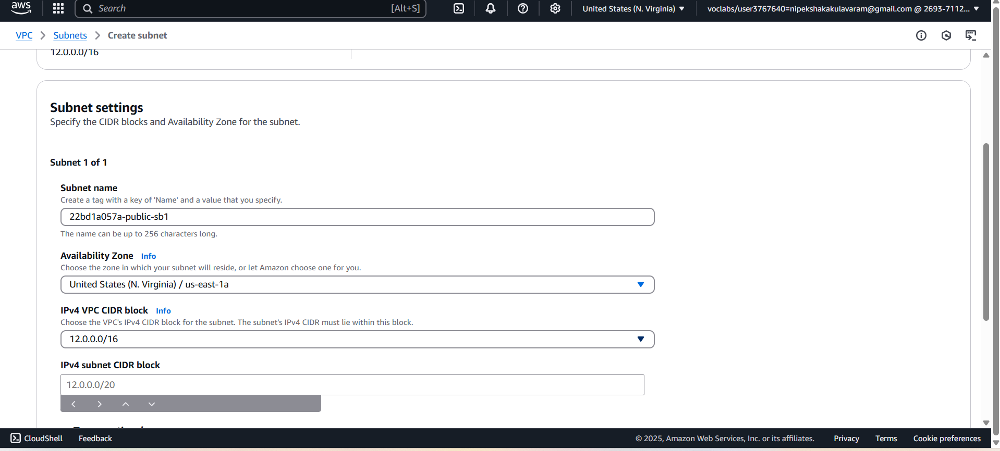 aws
Search [Alt+S] United States (N. Virginia) voclabs/user3767640=nipekshakakulavaram@gmail.com @ 2693-7112...
VPC > Subnets > Create subnet
12.0.0.0/16
Subnet settings
Specify the CIDR blocks and Availability Zone for the subnet.
Subnet 1 of 1
Subnet name
Create a tag with a key of 'Name' and a value that you specify.
22bd1a057a-public-sb1
The name can be up to 256 characters long.
Availability Zone Info
Choose the zone in which your subnet will reside, or let Amazon choose one for you.
United States (N. Virginia) / us-east-1a
IPv4 VPC CIDR block Info
Choose the VPC's IPv4 CIDR block for the subnet. The subnet's IPv4 CIDR must lie within this block.
12.0.0.0/16
IPv4 subnet CIDR block
12.0.0.0/20
CloudShell Feedback © 2025, Amazon Web Services, Inc. or its affiliates. Privacy Terms Cookie preferences